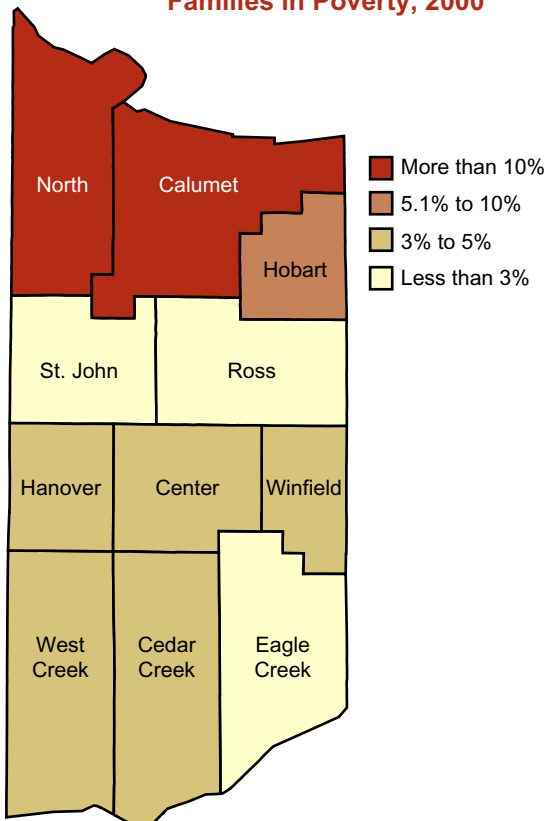 Families in Poverty, 2000
More than 10%
5.1% to 10%
3% to 5%
Less than 3%
North
Calumet
Hobart
St. John
Ross
Hanover
Center
Winfield
West
Creek
Cedar
Creek
Eagle
Creek